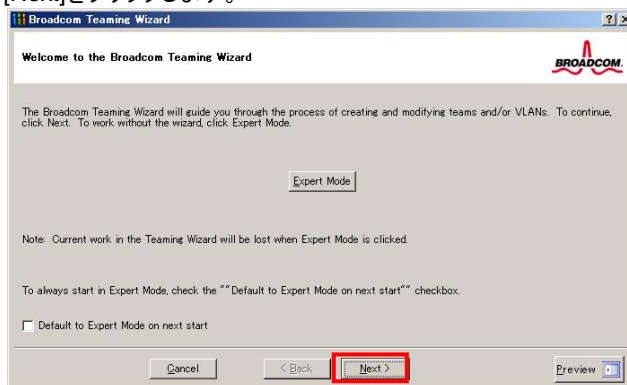 [Next]をクリックします。
Broadcom Teaming Wizard
Welcome to the Broadcom Teaming Wizard
BROADCOM.
The Broadcom Teaming Wizard will guide you through the process of creating and modifying teams and/or VLANs. To continue,
click Next. To work without the wizard, click Expert Mode.
Expert Mode
Note: Current work in the Teaming Wizard will be lost when Expert Mode is clicked.
To always start in Expert Mode, check the ""Default to Expert Mode on next start"" checkbox.
Default to Expert Mode on next start
Cancel < Back Next > Preview